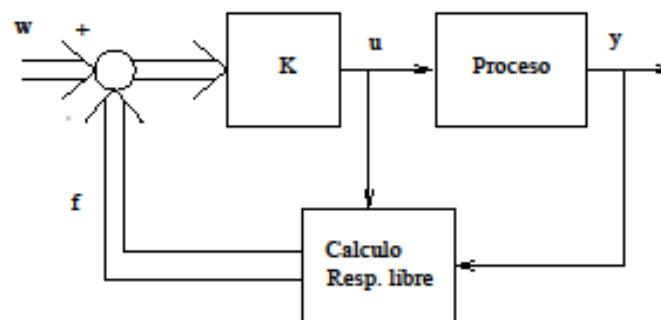 w
+
K
u
Proceso
y
-
f
Calculo
Resp. libre